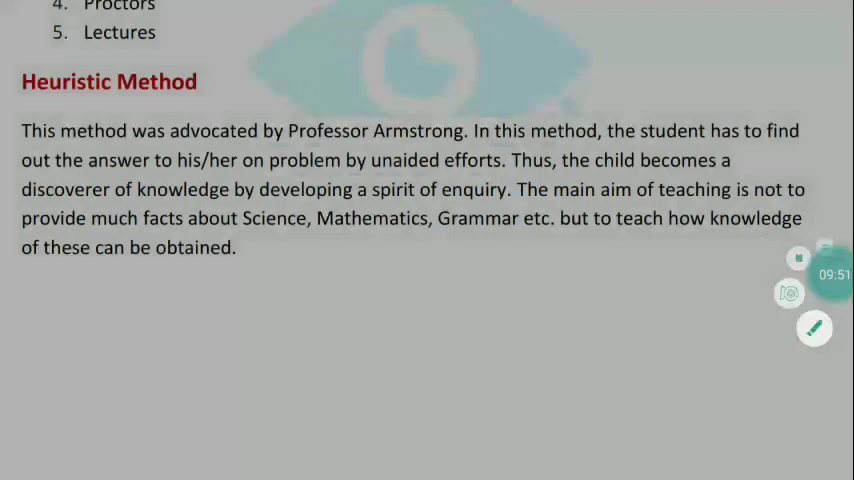 4. Proctors
5. Lectures
Heuristic Method
This method was advocated by Professor Armstrong. In this method, the student has to find
out the answer to his/her on problem by unaided efforts. Thus, the child becomes a
discoverer of knowledge by developing a spirit of enquiry. The main aim of teaching is not to
provide much facts about Science, Mathematics, Grammar etc. but to teach how knowledge
of these can be obtained.
09:51